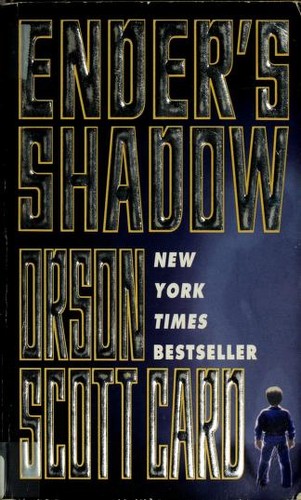 ENDER'S
SHADOW
ORSON
SCOTT CARD
NEW
YORK
TIMES
BESTSELLER